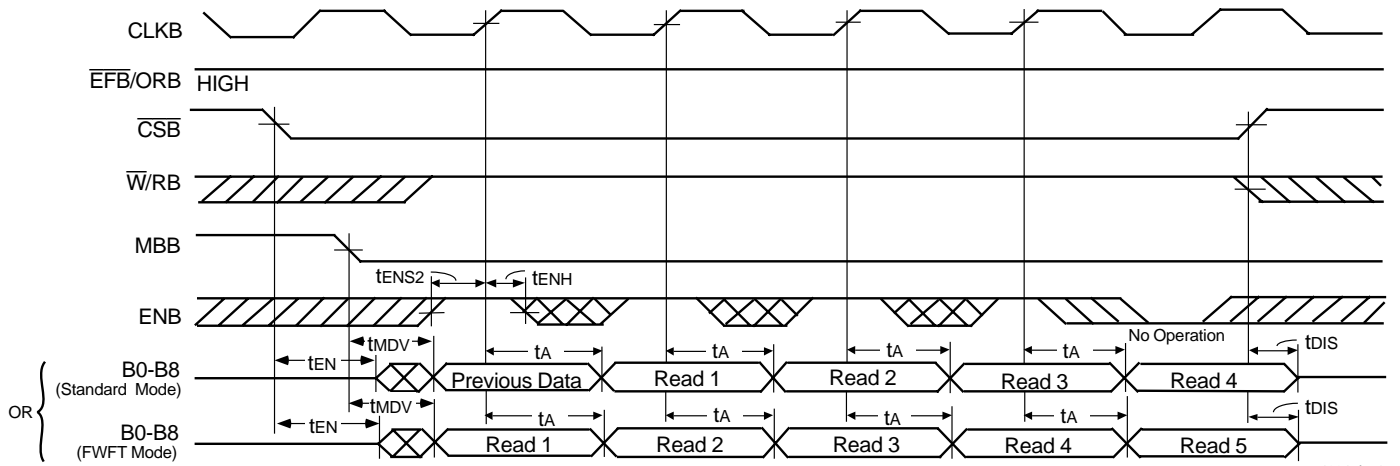 CLKB
EFB/ORB HIGH
CSB
W/RB
MBB
tENS2 tENH
ENB
No Operation
tMDV
tEN tA tA tA tA tDIS
B0-B8 Previous Data Read 1 Read 2 Read 3 Read 4
(Standard Mode)
OR
tMDV
tEN tA tA tA tA tDIS
B0-B8 Read 1 Read 2 Read 3 Read 4 Read 5
(FWFT Mode)